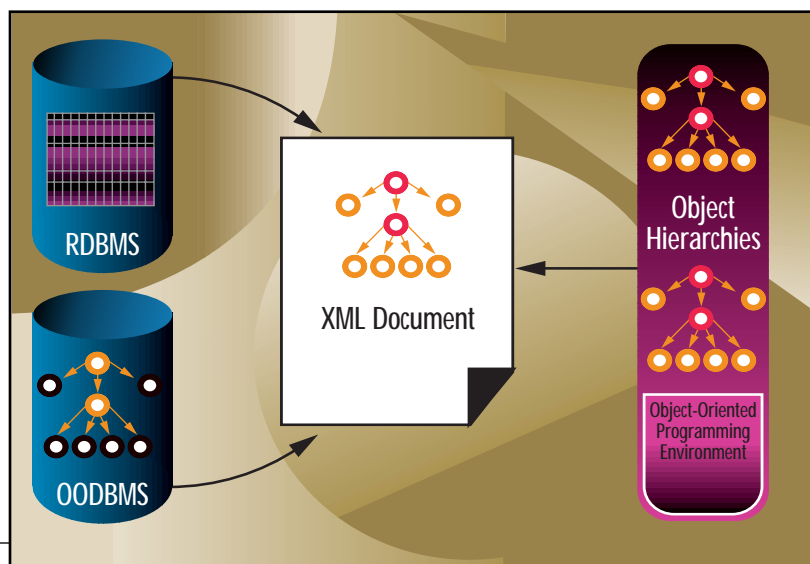 RDBMS
OODBMS
XML Document
Object
Hierarchies
Object-Oriented
Programming
Environment